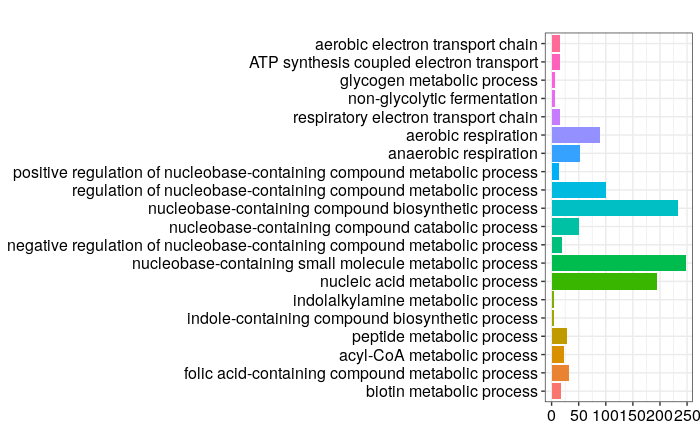 aerobic electron transport chain
ATP synthesis coupled electron transport
glycogen metabolic process
non-glycolytic fermentation
respiratory electron transport chain
aerobic respiration
anaerobic respiration
positive regulation of nucleobase-containing compound metabolic process
regulation of nucleobase-containing compound metabolic process
nucleobase-containing compound biosynthetic process
nucleobase-containing compound catabolic process
negative regulation of nucleobase-containing compound metabolic process
nucleobase-containing small molecule metabolic process
nucleic acid metabolic process
indolalkylamine metabolic process
indole-containing compound biosynthetic process
peptide metabolic process
acyl-CoA metabolic process
folic acid-containing compound metabolic process
biotin metabolic process
0 50 100 150 200 250